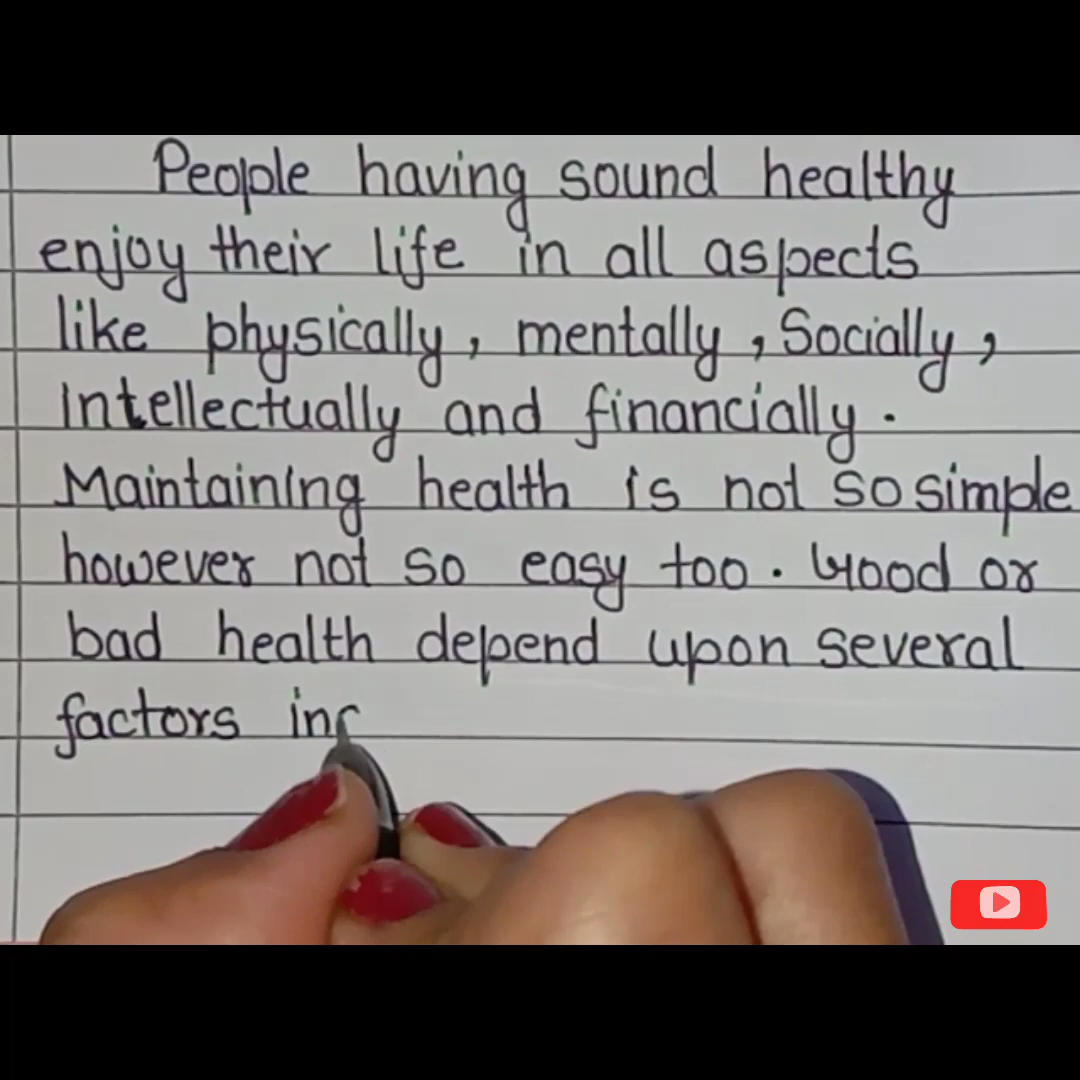 People having sound healthy
enjoy their life in all aspects
like physically, mentally, Socially,
Intellectually and financially.
Maintaining health is not so simple
however not so easy too. Good or
bad health depend upon several
factors inc